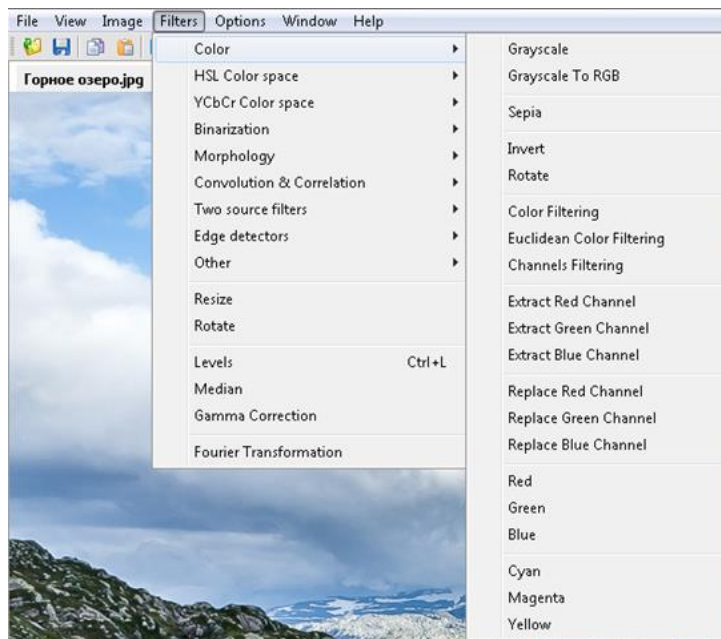 File View Image Filters Options Window Help
Горное озеро.jpg
Color
HSL Color space
YCbCr Color space
Binarization
Morphology
Convolution & Correlation
Two source filters
Edge detectors
Other
Resize
Rotate
Levels Ctrl+L
Median
Gamma Correction
Fourier Transformation
Grayscale
Grayscale To RGB
Sepia
Invert
Rotate
Color Filtering
Euclidean Color Filtering
Channels Filtering
Extract Red Channel
Extract Green Channel
Extract Blue Channel
Replace Red Channel
Replace Green Channel
Replace Blue Channel
Red
Green
Blue
Cyan
Magenta
Yellow